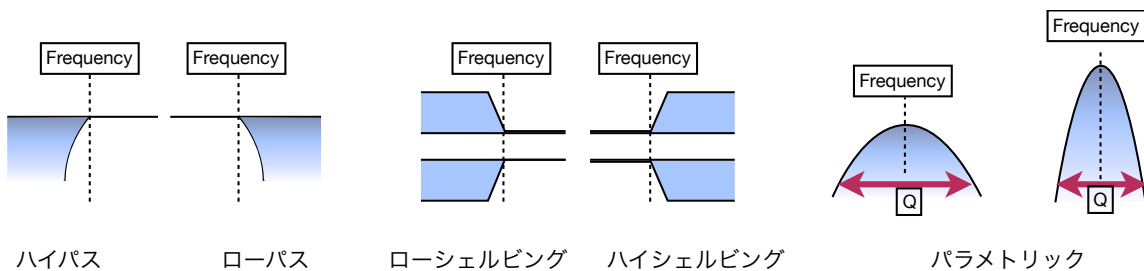 Frequency
Frequency
Frequency
Frequency
Frequency
Frequency
Q
Q
ハイパス
ローパス
ローシェルビング
ハイシェルビング
パラメトリック